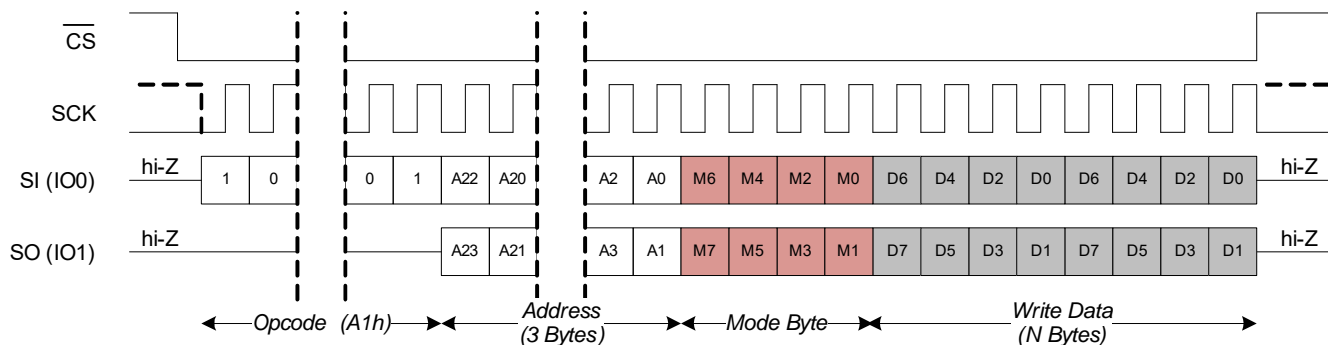 CS
SCK
SI (IO0) hi-Z 1 0 0 1 A22 A20 A2 A0 M6 M4 M2 M0 D6 D4 D2 D0 D6 D4 D2 D0 hi-Z
SO (IO1) hi-Z A23 A21 A3 A1 M7 M5 M3 M1 D7 D5 D3 D1 D7 D5 D3 D1 hi-Z
Opcode (A1h) Address Mode Byte Write Data
(3 Bytes) (N Bytes)